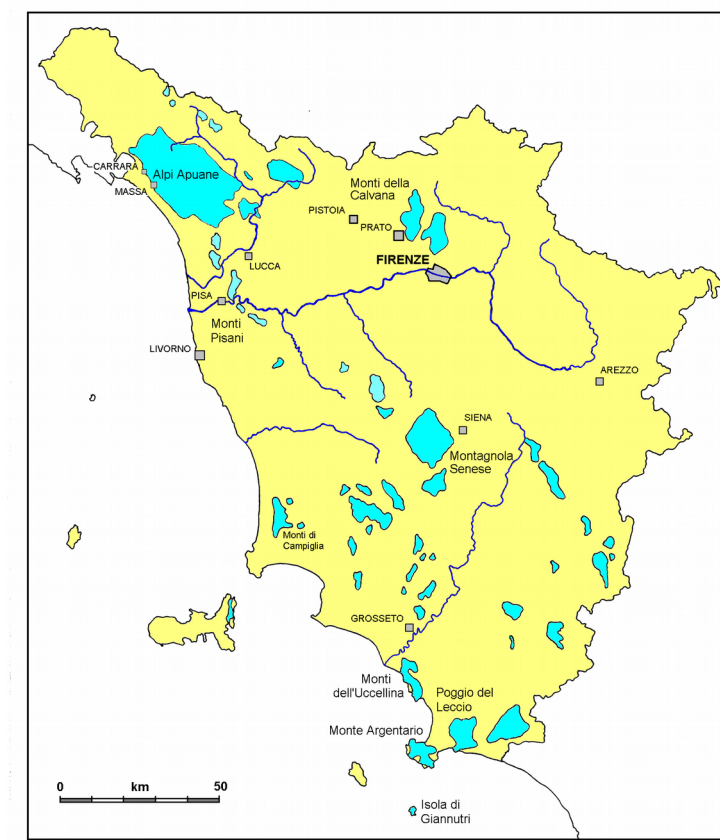 CARRARA
Alpi Apuane
MASSA
Monti della
Calvana
PISTOIA
PRATO
FIRENZE
LUCCA
PISA
Monti
Pisani
LIVORNO
AREZZO
SIENA
Montagnola
Senese
Monti di
Campiglia
GROSSETO
Monti
dell'Uccellina
Poggio del
Leccio
Monte Argentario
0 km 50
Isola di
Giannutri